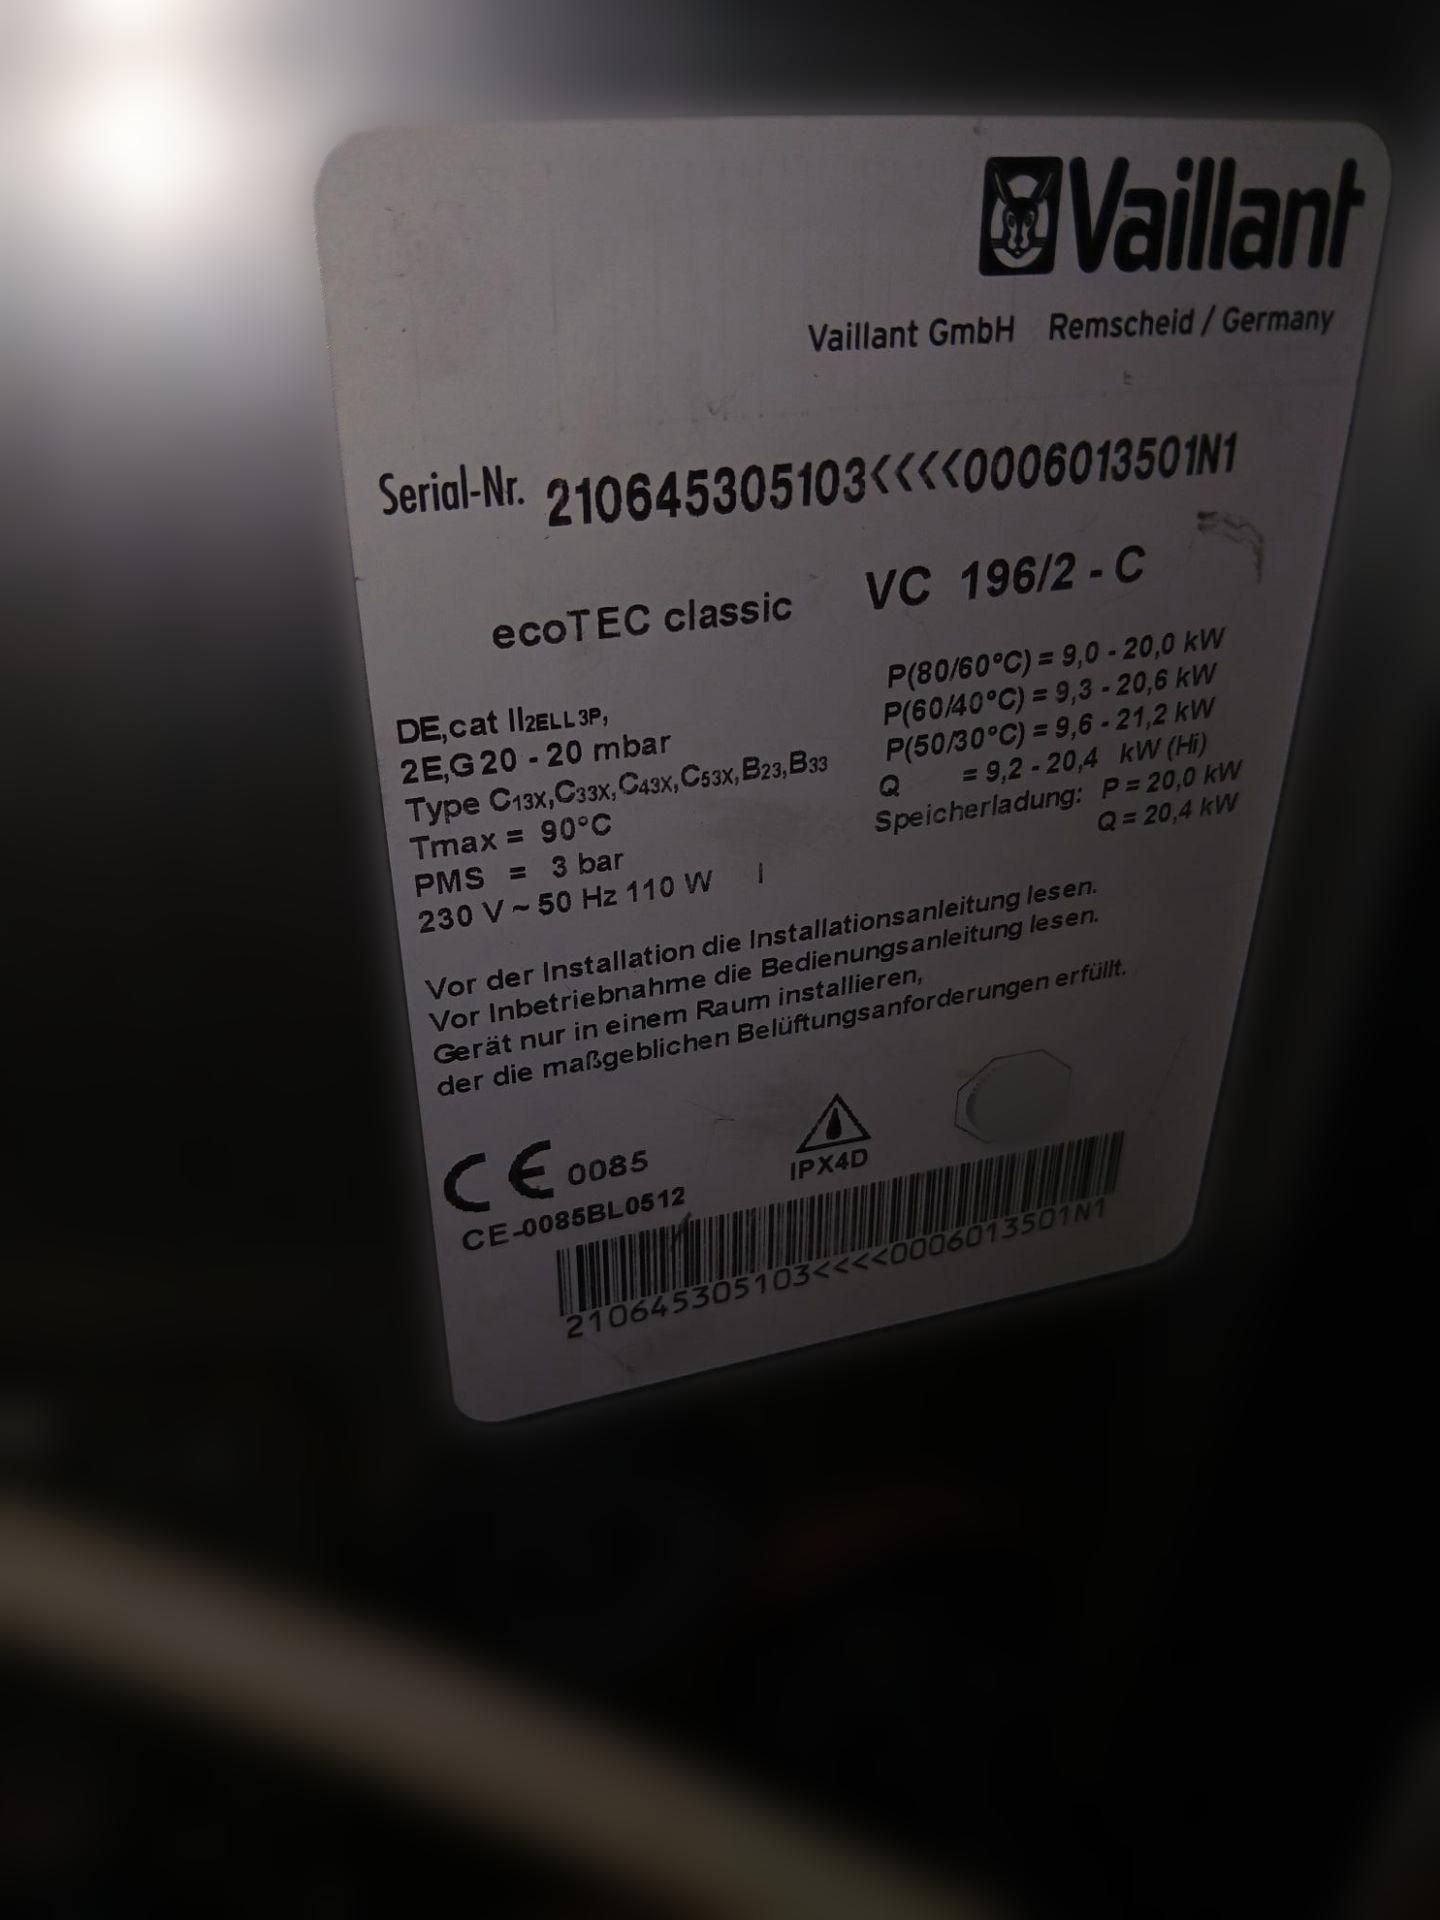 Vaillant
Vaillant GmbH Remscheid / Germany
Serial-Nr. 210645305103<<<<0006013501N1
ecoTEC classic VC 196/2 - C
DE,cat II2ELL3P,
2E,G20 - 20 mbar
Type C13X,C33X,C43X,C53X,B23,B33
Tmax = 90°C
PMS = 3 bar
230 V ~ 50 Hz 110 W I
P(80/60°C) = 9,0 - 20,0 kW
P(60/40°C) = 9,3 - 20,6 kW
P(50/30°C) = 9,6 - 21,2 kW
Q = 9,2 - 20,4 kW (Hi)
Speicherladung: P = 20,0 kW
Q = 20,4 kW
Vor der Installation die Installationsanleitung lesen.
Vor Inbetriebnahme die Bedienungsanleitung lesen.
Gerät nur in einem Raum installieren,
der die maßgeblichen Belüftungsanforderungen erfüllt.
CE 0085
CE-0085BL0512
IPX4D
210645305103<<<<0006013501N1